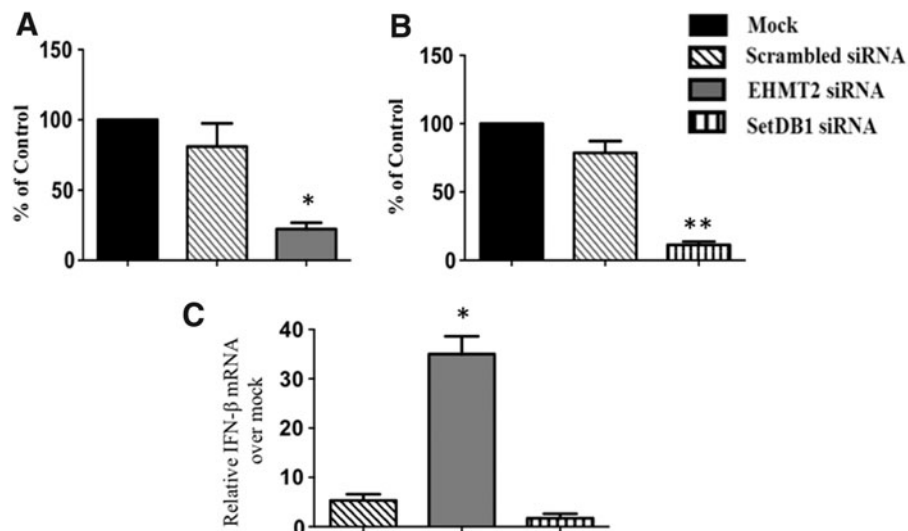 A
% of Control
150
100
50
0
*
B
% of Control
150
100
50
0
**
Mock
Scrambled siRNA
EHMT2 siRNA
SetDB1 siRNA
C
Relative IFN-β mRNA
over mock
40
30
20
10
0
*